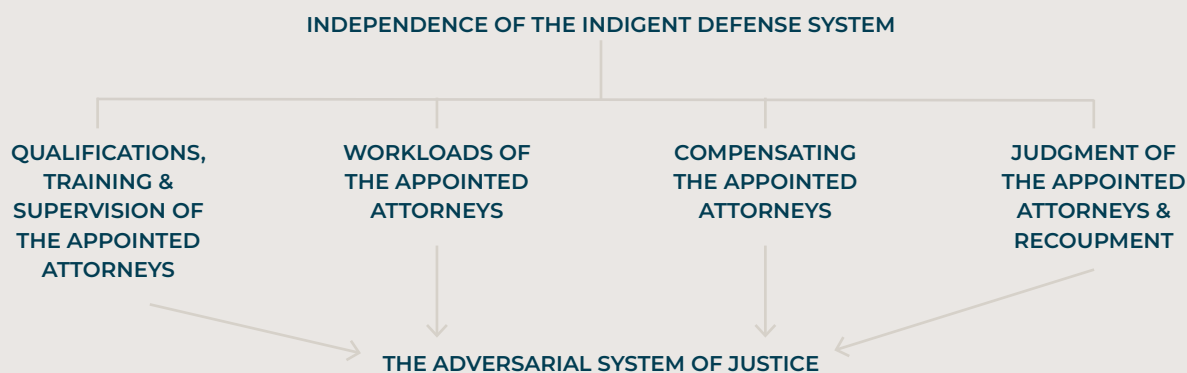 INDEPENDENCE OF THE INDIGENT DEFENSE SYSTEM
QUALIFICATIONS,
TRAINING &
SUPERVISION OF
THE APPOINTED
ATTORNEYS
WORKLOADS OF
THE APPOINTED
ATTORNEYS
COMPENSATING
THE APPOINTED
ATTORNEYS
JUDGMENT OF
THE APPOINTED
ATTORNEYS &
RECOUPMENT
THE ADVERSARIAL SYSTEM OF JUSTICE